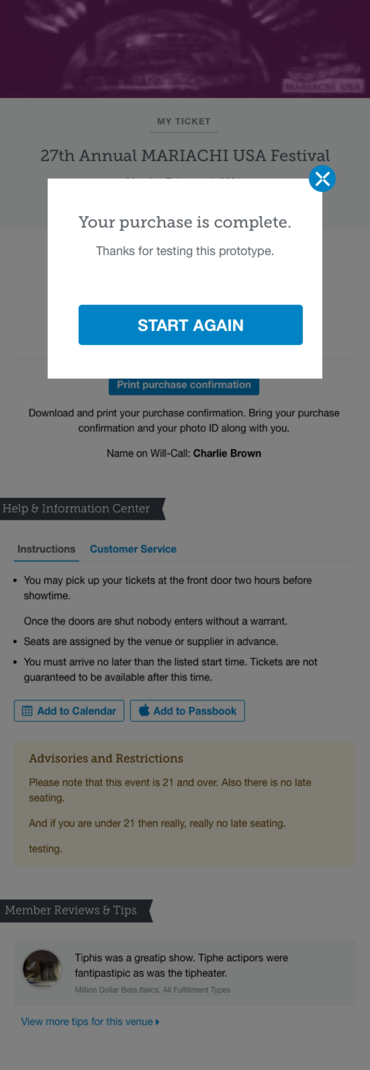 MARIACHI USA
MY TICKET
27th Annual MARIACHI USA Festival
Your purchase is complete.
Thanks for testing this prototype.
START AGAIN
Print purchase confirmation
Download and print your purchase confirmation. Bring your purchase
confirmation and your photo ID along with you.
Name on Will-Call: Charlie Brown
Help & Information Center
Instructions Customer Service
You may pick up your tickets at the front door two hours before
showtime.
Once the doors are shut nobody enters without a warrant.
Seats are assigned by the venue or supplier in advance.
You must arrive no later than the listed start time. Tickets are not
guaranteed to be available after this time.
Add to Calendar Add to Passbook
Advisories and Restrictions
Please note that this event is 21 and over. Also there is no late
seating.
And if you are under 21 then really, really no late seating.
testing.
Member Reviews & Tips
Tiphis was a greatip show. Tiphe actipors were
fantipastipic as was the tipheater.
Million Dollar Beta Italics, All Fulfillment Types
View more tips for this venue